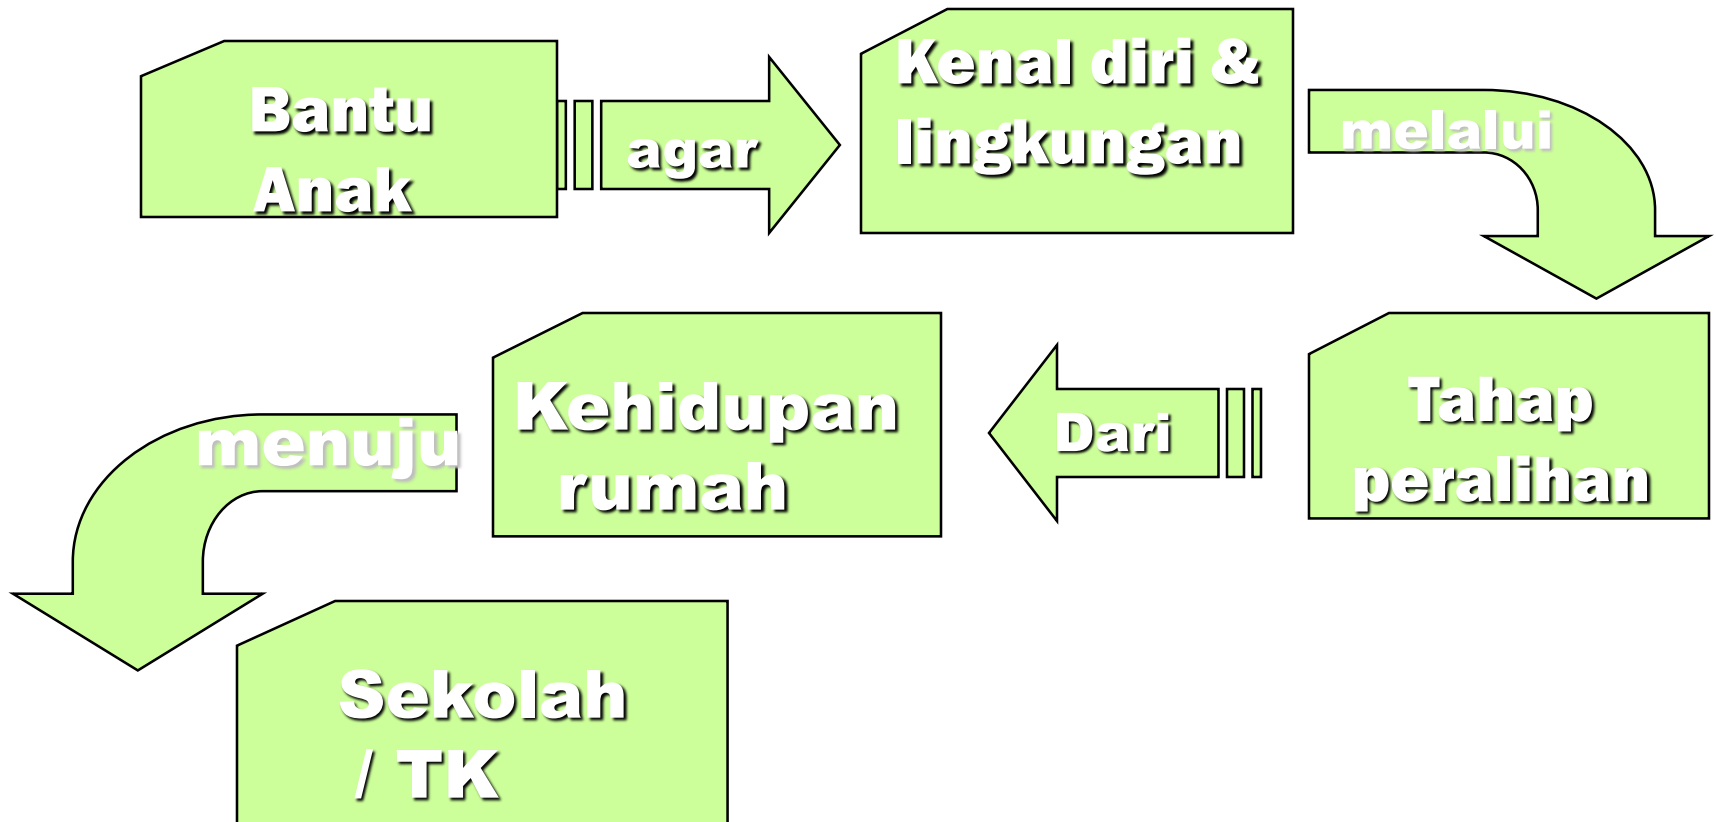 Bantu
Anak
agar
Kenal diri &
lingkungan
melalui
Tahap
peralihan
Dari
Kehidupan
rumah
menuju
Sekolah
/ TK